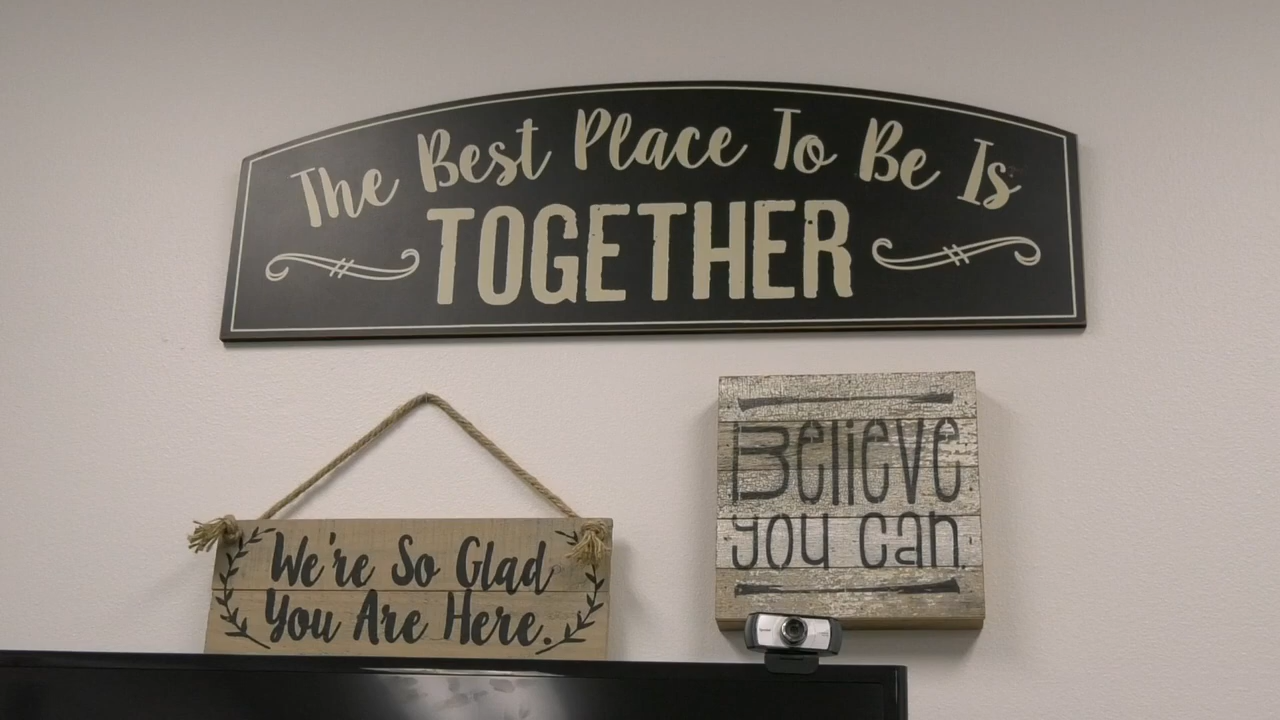 The Best Place To Be Is
TOGETHER
We're So Glad
You Are Here.
Believe
you can.